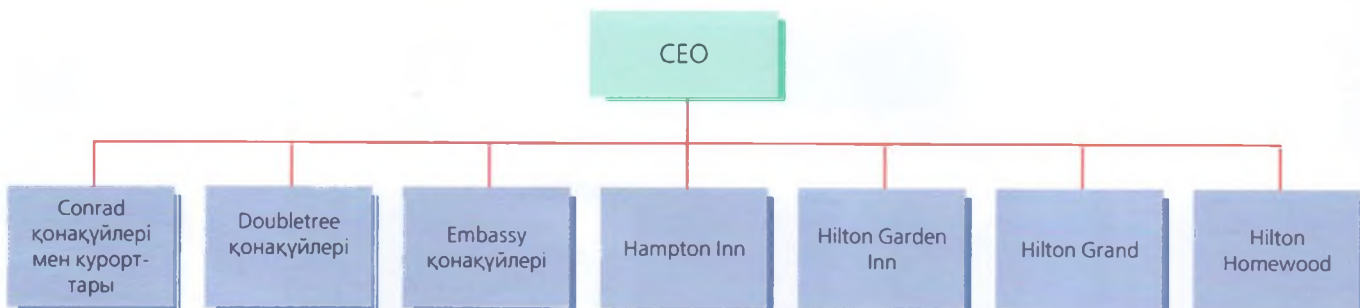 CEO
Conrad
қонақүйлері
мен курорт-
тары
Doubletree
қонақүйлері
Embassy
қонақүйлері
Hampton Inn
Hilton Garden
Inn
Hilton Grand
Hilton
Homewood